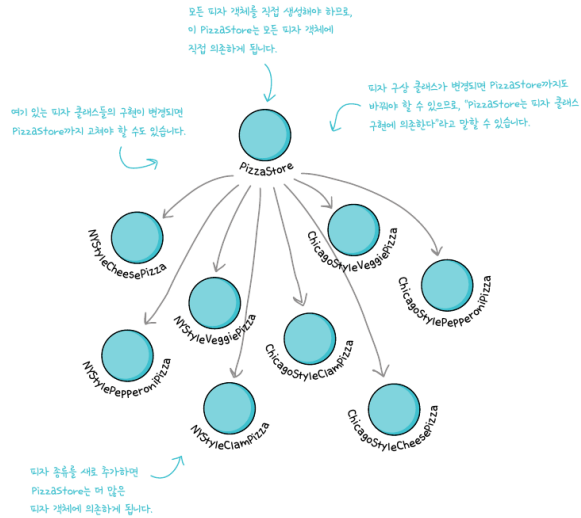 모든 피자 객체를 직접 생성해야 하므로,
이 PizzaStore는 모든 피자 객체에
직접 의존하게 됩니다.
피자 구상 클래스가 변경되면 PizzaStore까지도
바꿔야 할 수 있으므로, "PizzaStore는 피자 클래스
구현에 의존한다"라고 말할 수 있습니다.
여기 있는 피자 클래스들의 구현이 변경되면
PizzaStore까지 고쳐야 할 수도 있습니다.
PizzaStore
NYStyleCheesePizza
ChicagoStyleVeggiePizza
ChicagoStylePepperoniPizza
NYStyleVeggiePizza
NYStylePepperoniPizza
ChicagoStyleClamPizza
NYStyleClamPizza
ChicagoStyleCheesePizza
피자 종류를 새로 추가하면
PizzaStore는 더 많은
피자 객체에 의존하게 됩니다.